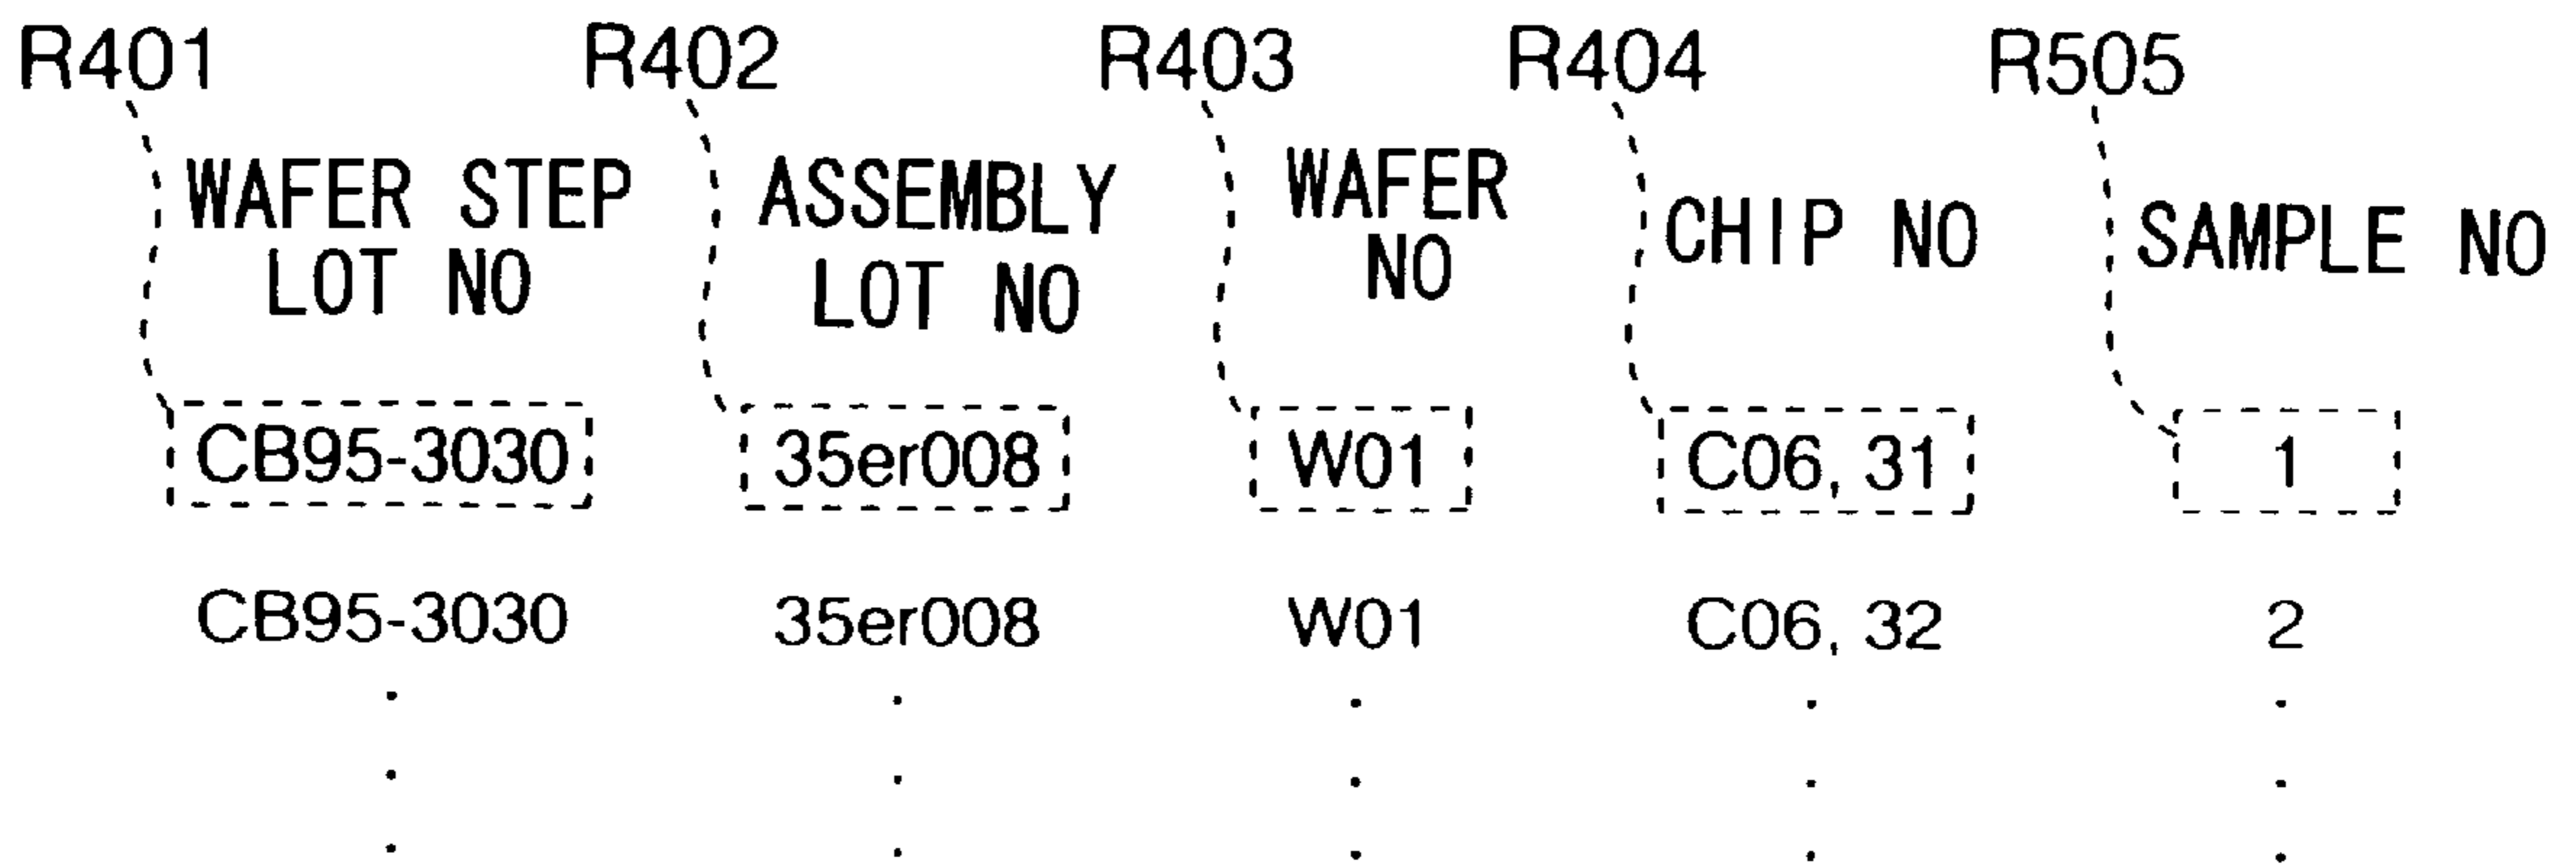 R401 R402 R403 R404 R505
WAFER STEP LOT NO ASSEMBLY LOT NO WAFER NO CHIP NO SAMPLE NO
CB95-3030 35er008 W01 C06, 31 1
CB95-3030 35er008 W01 C06, 32 2